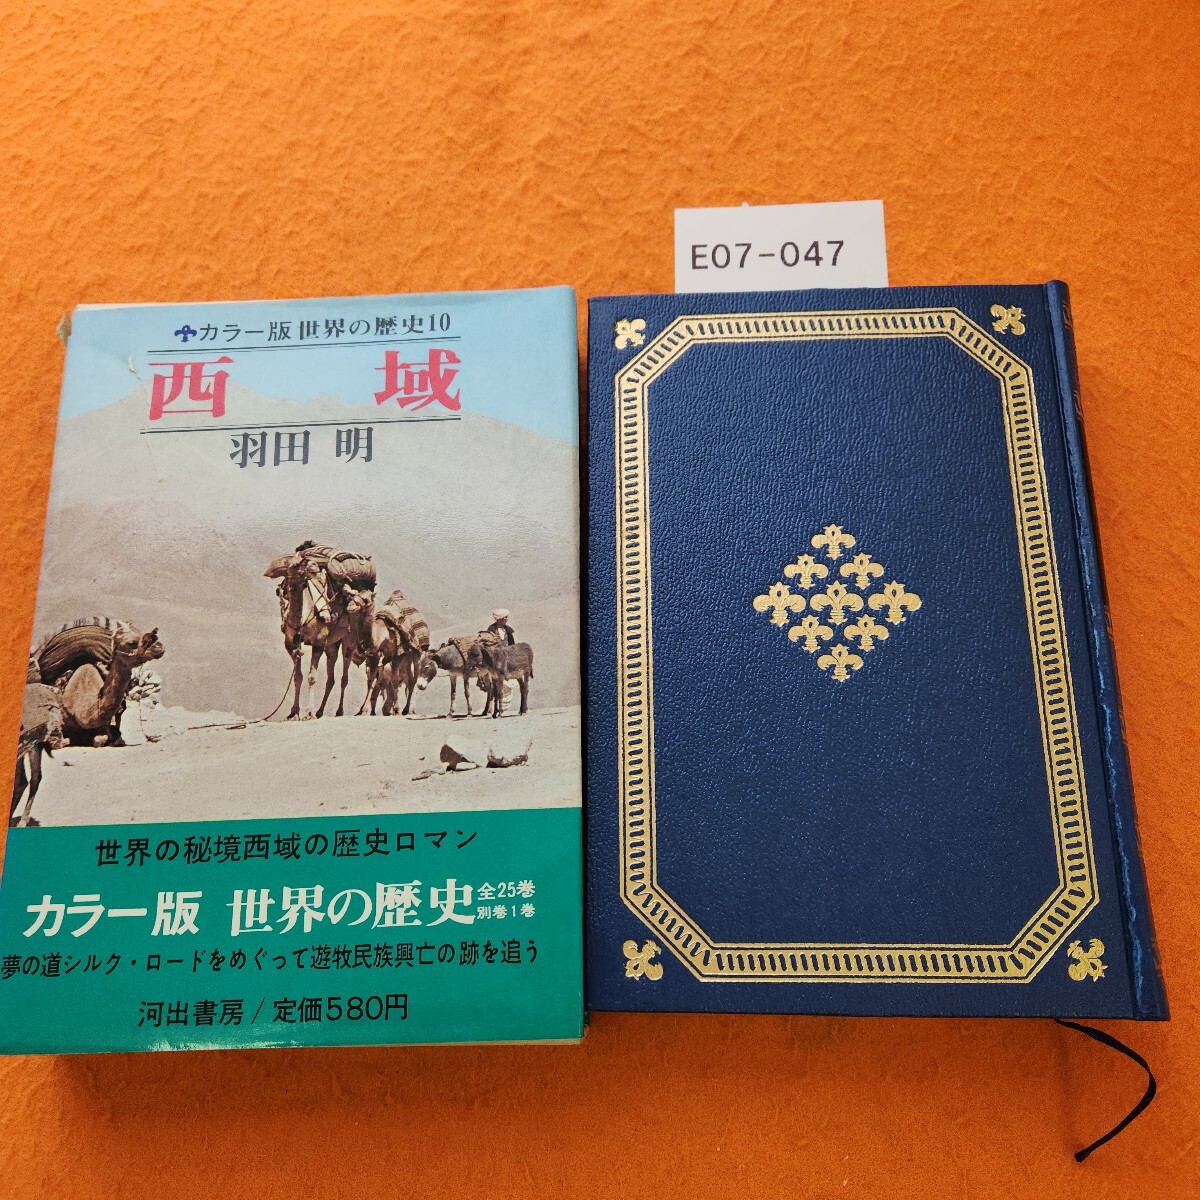 E07-047
カラー版 世界の歴史10
西域
羽田 明
世界の秘境西域の歴史ロマン
カラー版 世界の歴史 全25巻
別巻1巻
夢の道シルク・ロードをめぐって遊牧民族興亡の跡を追う
河出書房/定価580円